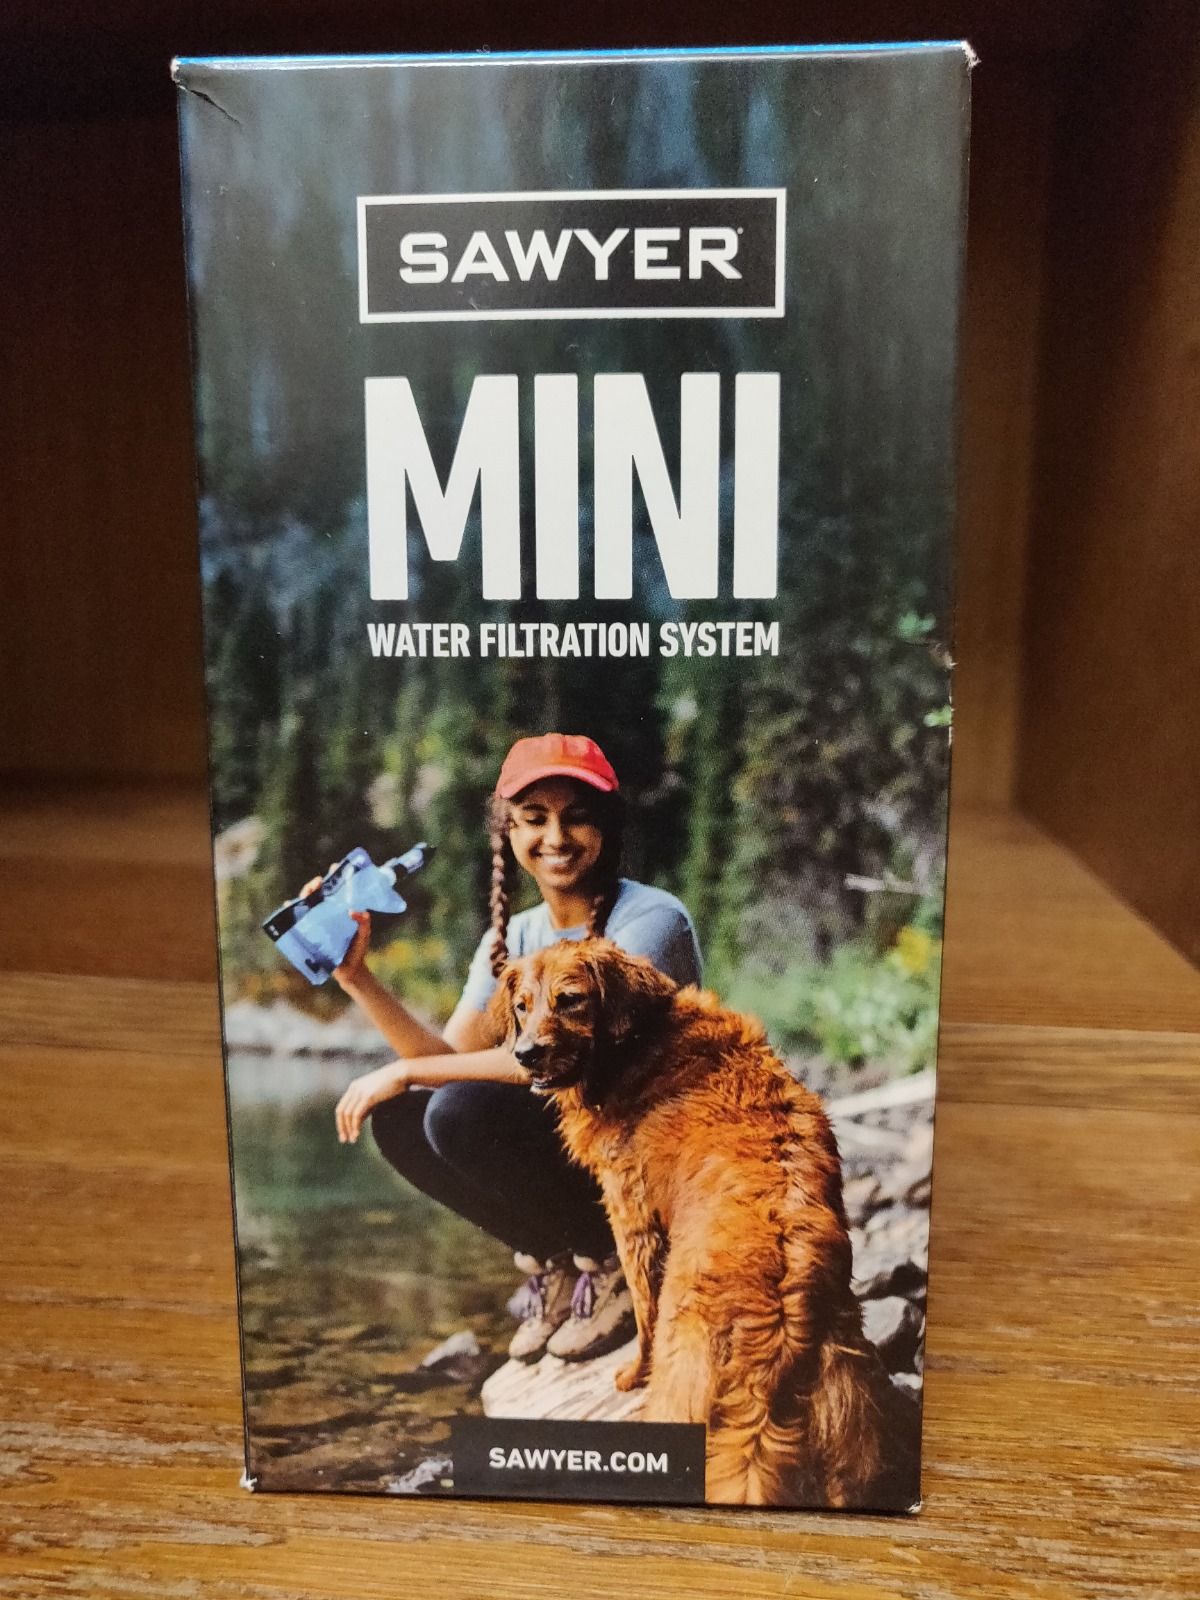 SAWYER
MINI
WATER FILTRATION SYSTEM
SAWYER.COM